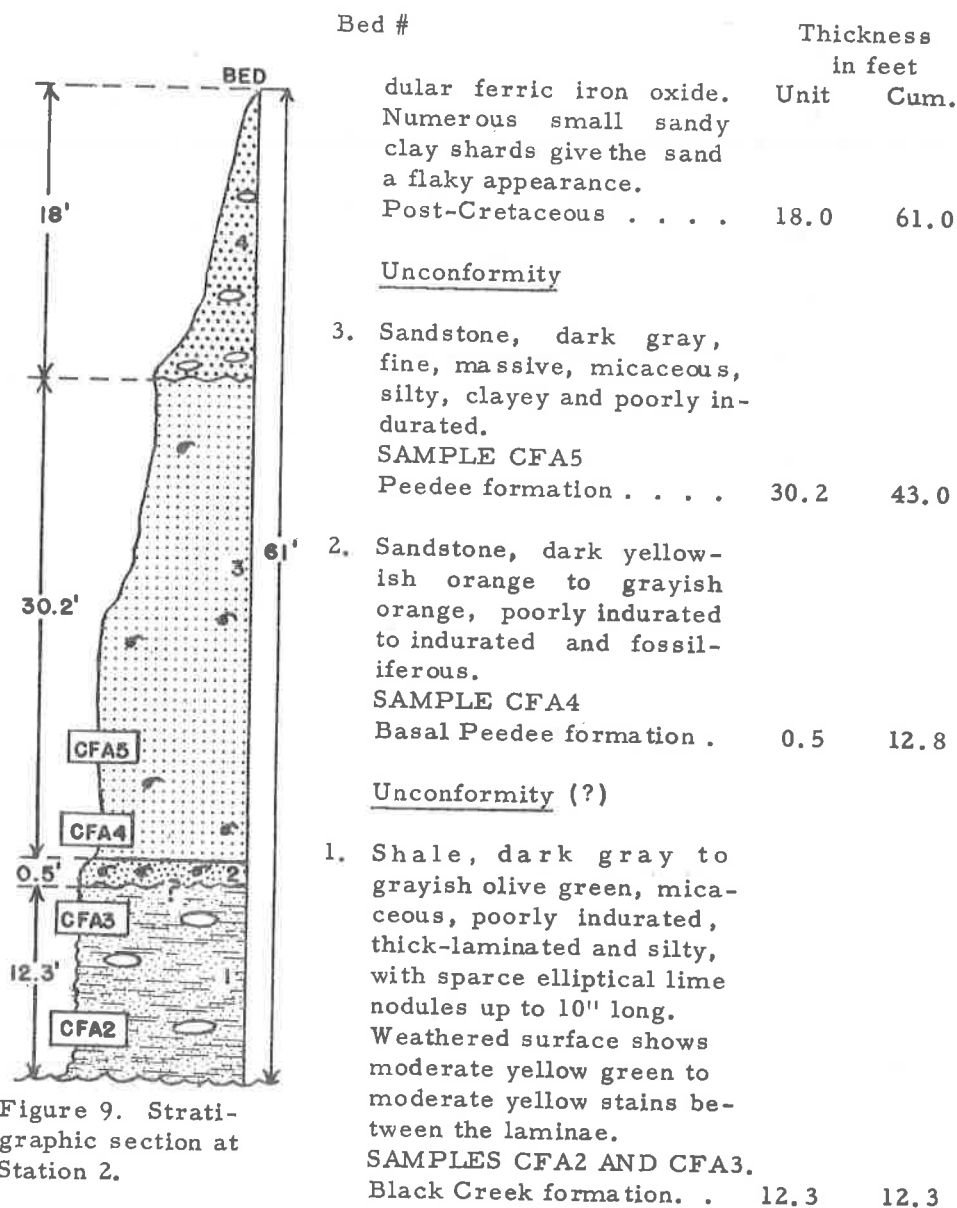 Bed #
Thickness
in feet
Unit Cum.
dular ferric iron oxide.
Numerous small sandy
clay shards give the sand
a flaky appearance.
Post-Cretaceous . . . . 18.0 61.0
Unconformity
3. Sandstone, dark gray,
fine, massive, micaceous,
silty, clayey and poorly in-
durated.
SAMPLE CFA5
Peedee formation . . . . 30.2 43.0
2. Sandstone, dark yellow-
ish orange to grayish
orange, poorly indurated
to indurated and fossil-
iferous.
SAMPLE CFA4
Basal Peedee formation . 0.5 12.8
Unconformity (?)
1. Shale, dark gray to
grayish olive green, mica-
ceous, poorly indurated,
thick-laminated and silty,
with sparce elliptical lime
nodules up to 10" long.
Weathered surface shows
moderate yellow green to
moderate yellow stains be-
tween the laminae.
SAMPLES CFA2 AND CFA3.
Black Creek formation. . 12.3 12.3
BED
18'
4
61'
3
30.2'
CFA5
CFA4
0.5'
2
?
CFA3
12.3'
1
CFA2
Figure 9. Strati-
graphic section at
Station 2.